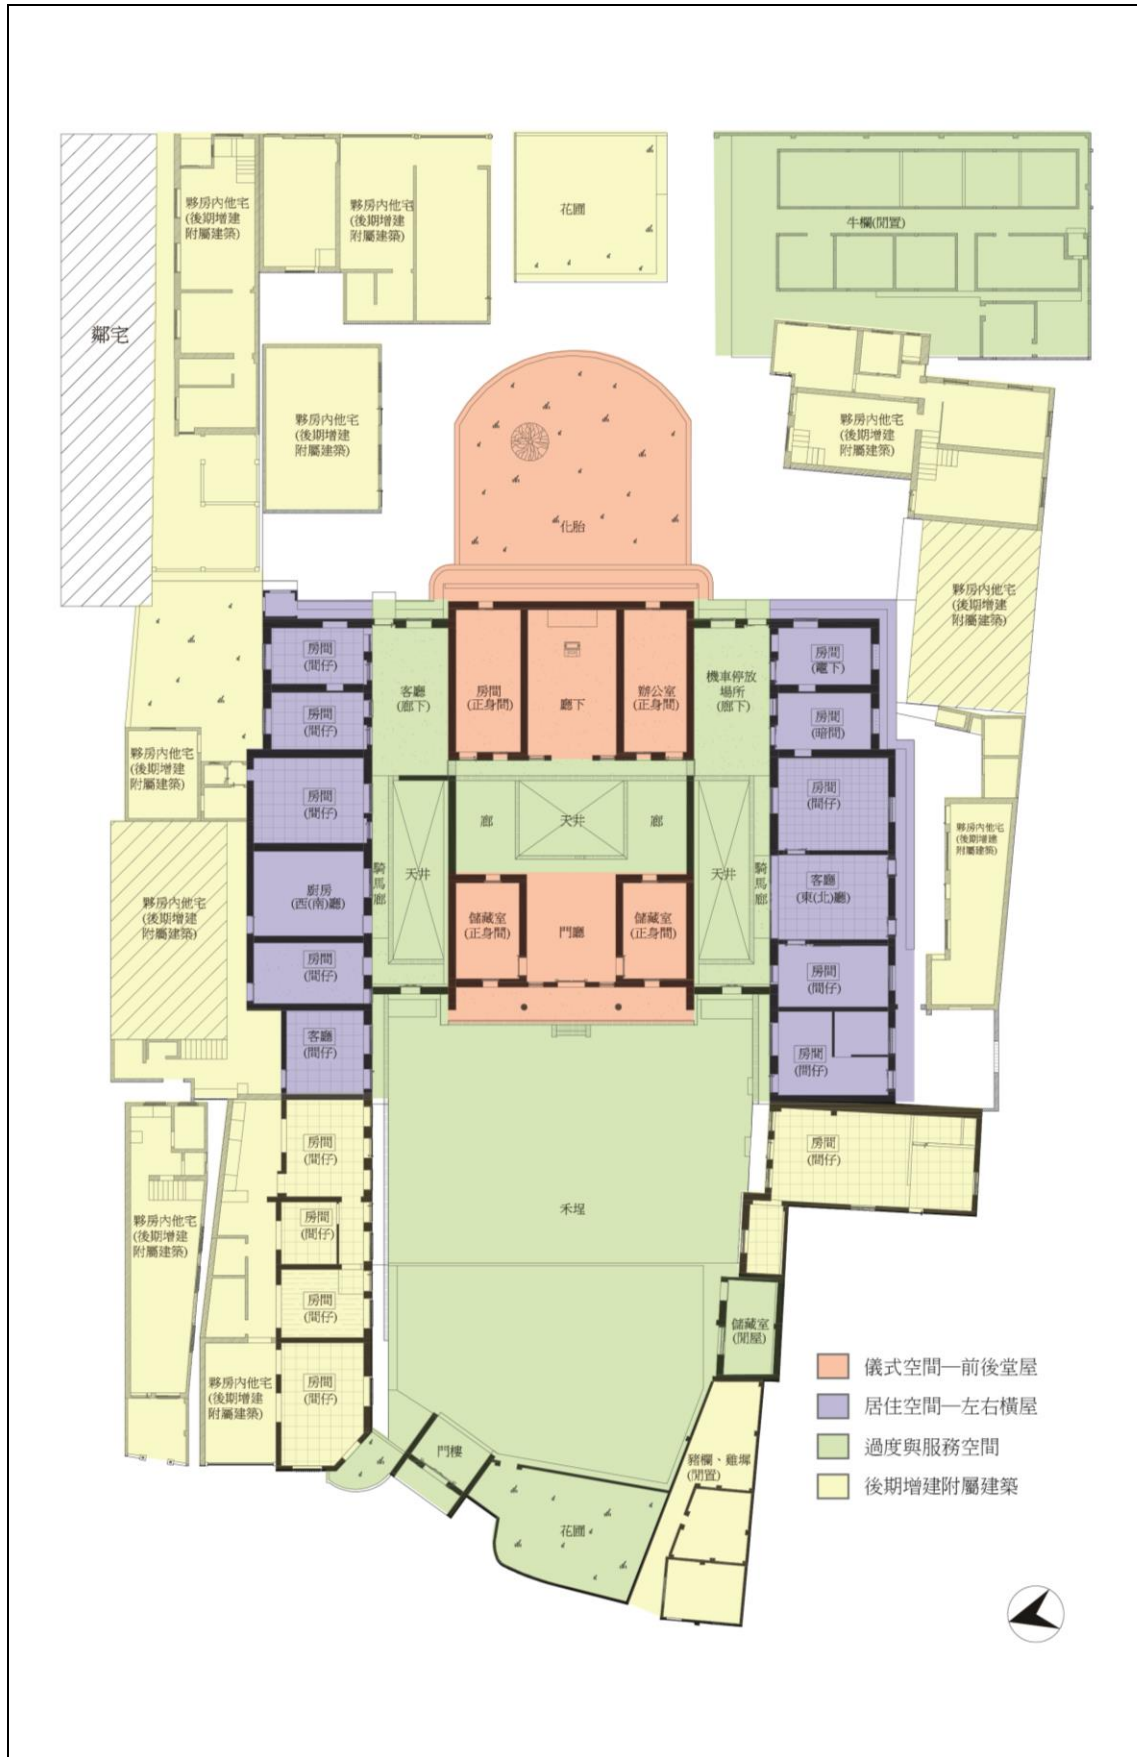 夥房內他宅
(後期增建
附屬建築)
夥房內他宅
(後期增建
附屬建築)
花圃
牛欄(閒置)
鄰宅
夥房內他宅
(後期增建
附屬建築)
夥房內他宅
(後期增建
附屬建築)
化胎
夥房內他宅
(後期增建
附屬建築)
房間
(間仔)
客廳
(廊下)
房間
(正身間)
廳下
辦公室
(正身間)
機車停放
場所
(廊下)
房間
(竈下)
房間
(間仔)
房間
(暗間)
夥房內他宅
(後期增建
附屬建築)
房間
(間仔)
廊
天井
廊
房間
(間仔)
夥房內他宅
(後期增建
附屬建築)
夥房內他宅
(後期增建
附屬建築)
廚房
(西(南)廳)
騎馬廊
天井
儲藏室
(正身間)
門廳
儲藏室
(正身間)
天井
騎馬廊
客廳
(東(北)廳)
房間
(間仔)
房間
(間仔)
客廳
(間仔)
房間
(間仔)
房間
(間仔)
房間
(間仔)
夥房內他宅
(後期增建
附屬建築)
房間
(間仔)
禾埕
房間
(間仔)
儲藏室
(間屋)
夥房內他宅
(後期增建
附屬建築)
房間
(間仔)
門樓
豬欄、雞塒
(閒置)
花圃
儀式空間—前後堂屋
居住空間—左右橫屋
過度與服務空間
後期增建附屬建築